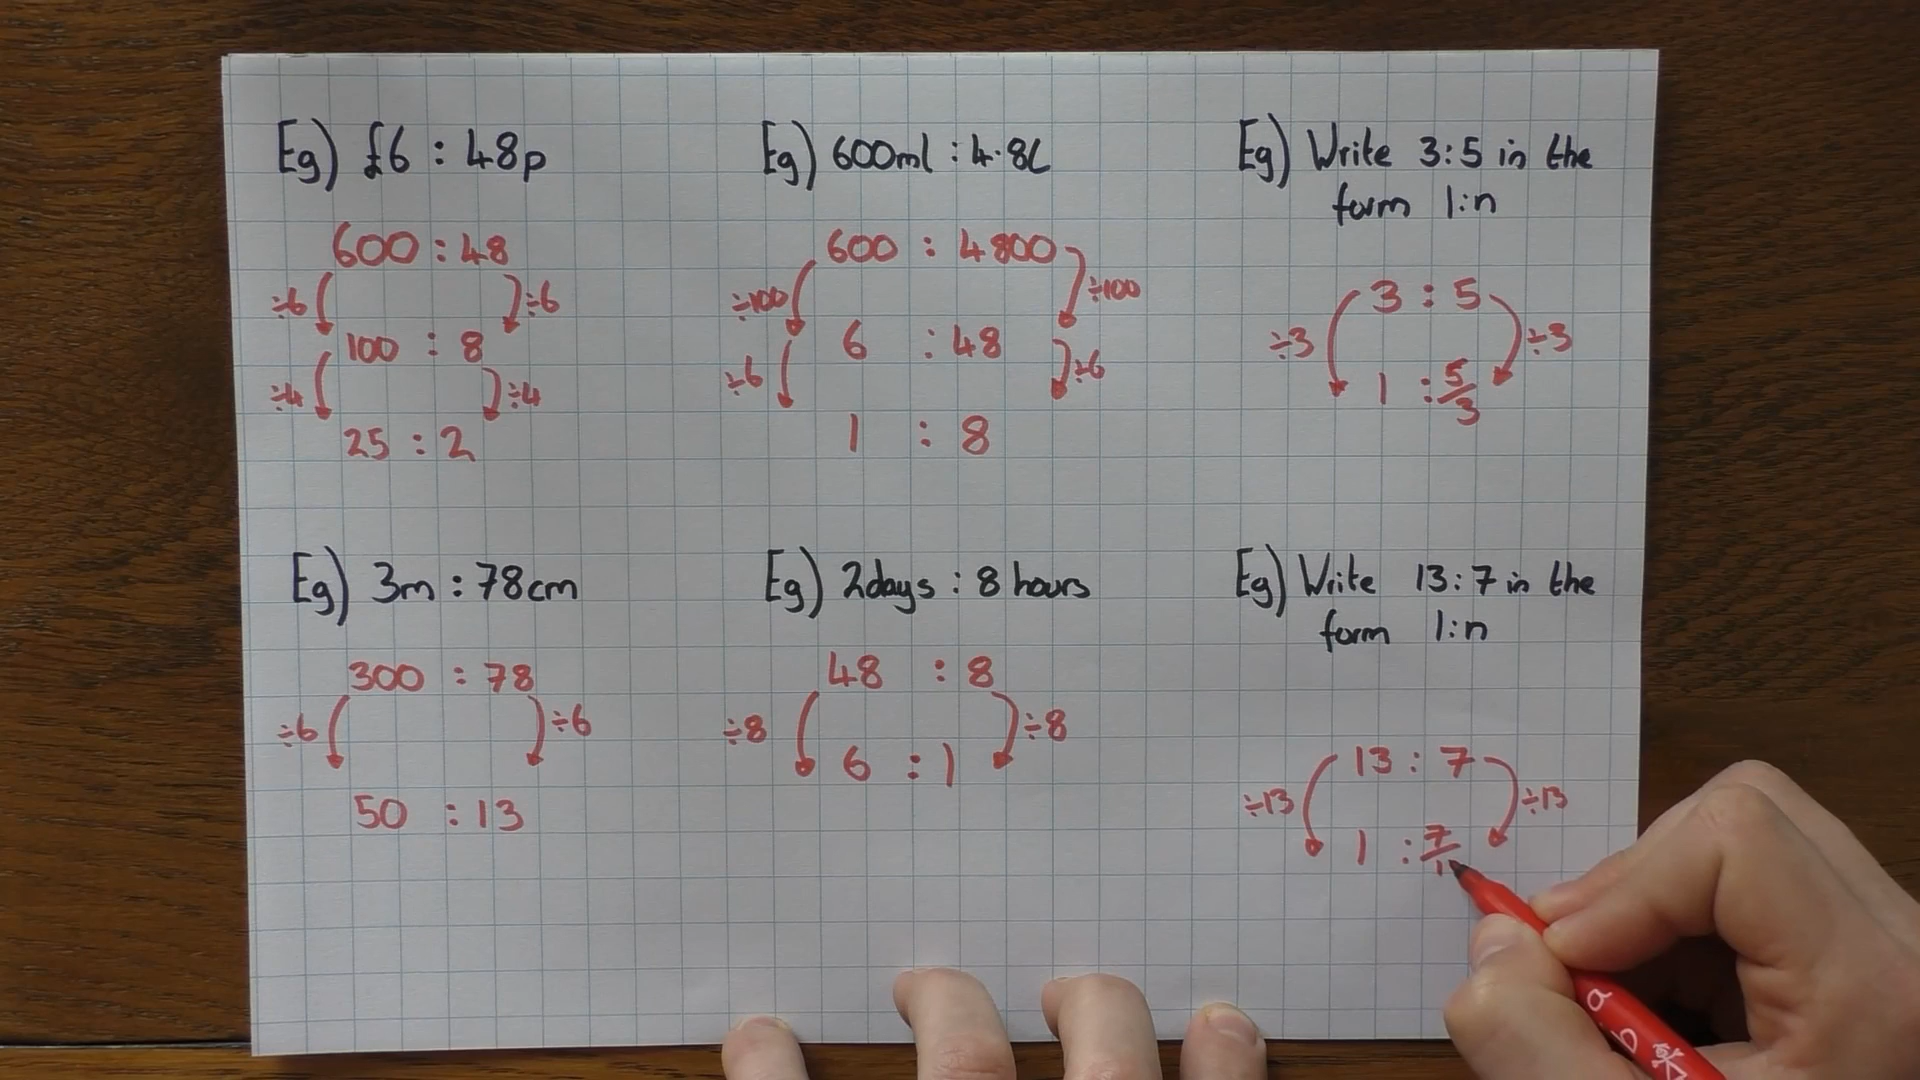 Eg) £6 : 48p
600 : 48
÷6 ÷6
100 : 8
÷4 ÷4
25 : 2
Eg) 600ml : 4.8L
600 : 4800
÷100 ÷100
6 : 48
÷6 ÷6
1 : 8
Eg) Write 3:5 in the
form 1:n
3 : 5
÷3 ÷3
1 : 5/3
Eg) 3m : 78cm
300 : 78
÷6 ÷6
50 : 13
Eg) 2days : 8 hours
48 : 8
÷8 ÷8
6 : 1
Eg) Write 13:7 in the
form 1:n
13 : 7
÷13 ÷13
1 : 7/1
a b